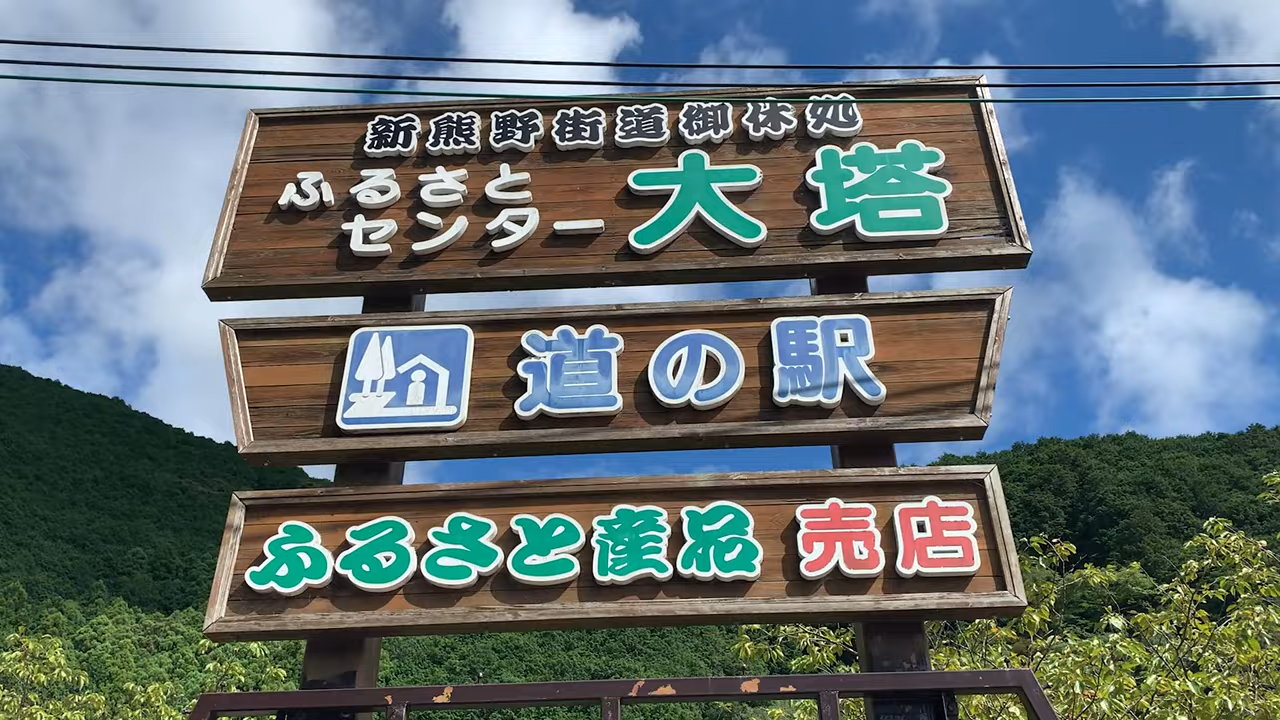 新熊野街道御休処
ふるさと
センター 大塔
道の駅
ふるさと産品 売店